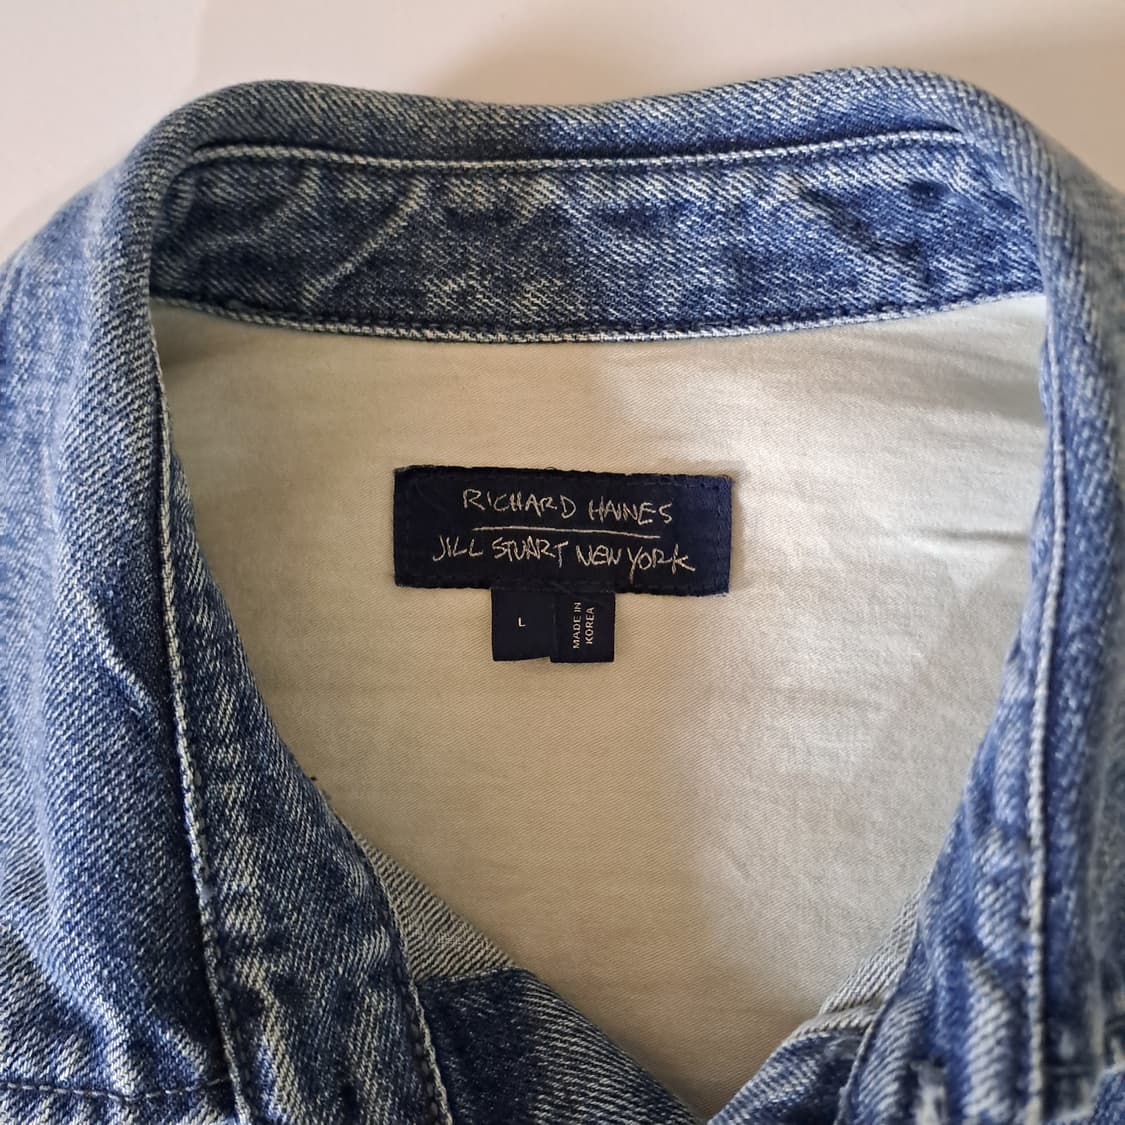 RICHARD HAINES
JILL STUART NEW YORK
L
MADE IN
KOREA